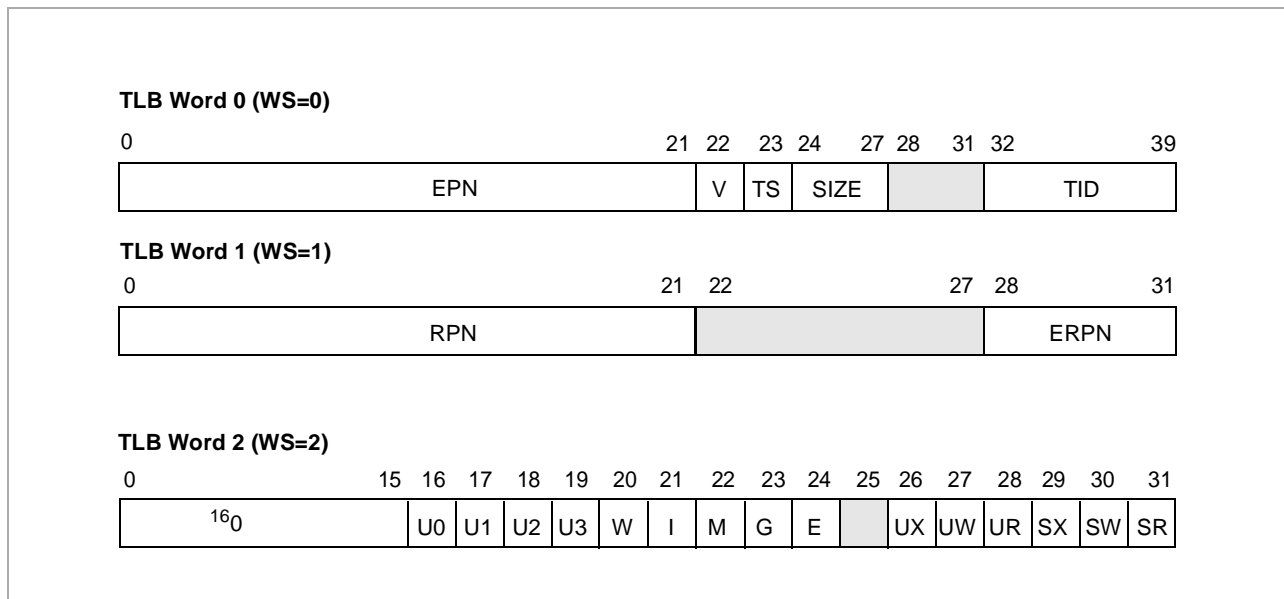 TLB Word 0 (WS=0)
0 21 22 23 24 27 28 31 32 39
EPN V TS SIZE TID
TLB Word 1 (WS=1)
0 21 22 27 28 31
RPN ERPN
TLB Word 2 (WS=2)
0 15 16 17 18 19 20 21 22 23 24 25 26 27 28 29 30 31
160 U0 U1 U2 U3 W I M G E UX UW UR SX SW SR